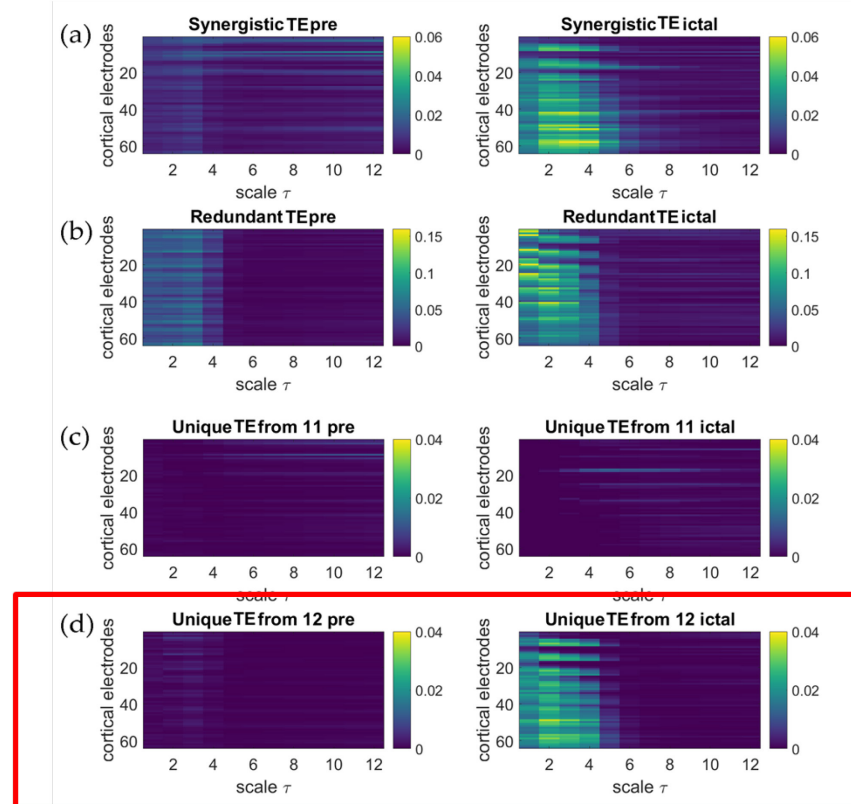 (a)
Synergistic TE pre
cortical electrodes
20
40
60
2 4 6 8 10 12
scale τ
0.06
0.04
0.02
0
Synergistic TE ictal
cortical electrodes
20
40
60
2 4 6 8 10 12
scale τ
0.06
0.04
0.02
0
(b)
Redundant TE pre
cortical electrodes
20
40
60
2 4 6 8 10 12
scale τ
0.15
0.1
0.05
0
Redundant TE ictal
cortical electrodes
20
40
60
2 4 6 8 10 12
scale τ
0.15
0.1
0.05
0
(c)
Unique TE from 11 pre
cortical electrodes
20
40
60
2 4 6 8 10 12
scale τ
0.04
0.02
0
Unique TE from 11 ictal
cortical electrodes
20
40
60
2 4 6 8 10 12
scale τ
0.04
0.02
0
(d)
Unique TE from 12 pre
cortical electrodes
20
40
60
2 4 6 8 10 12
scale τ
0.04
0.02
0
Unique TE from 12 ictal
cortical electrodes
20
40
60
2 4 6 8 10 12
scale τ
0.04
0.02
0